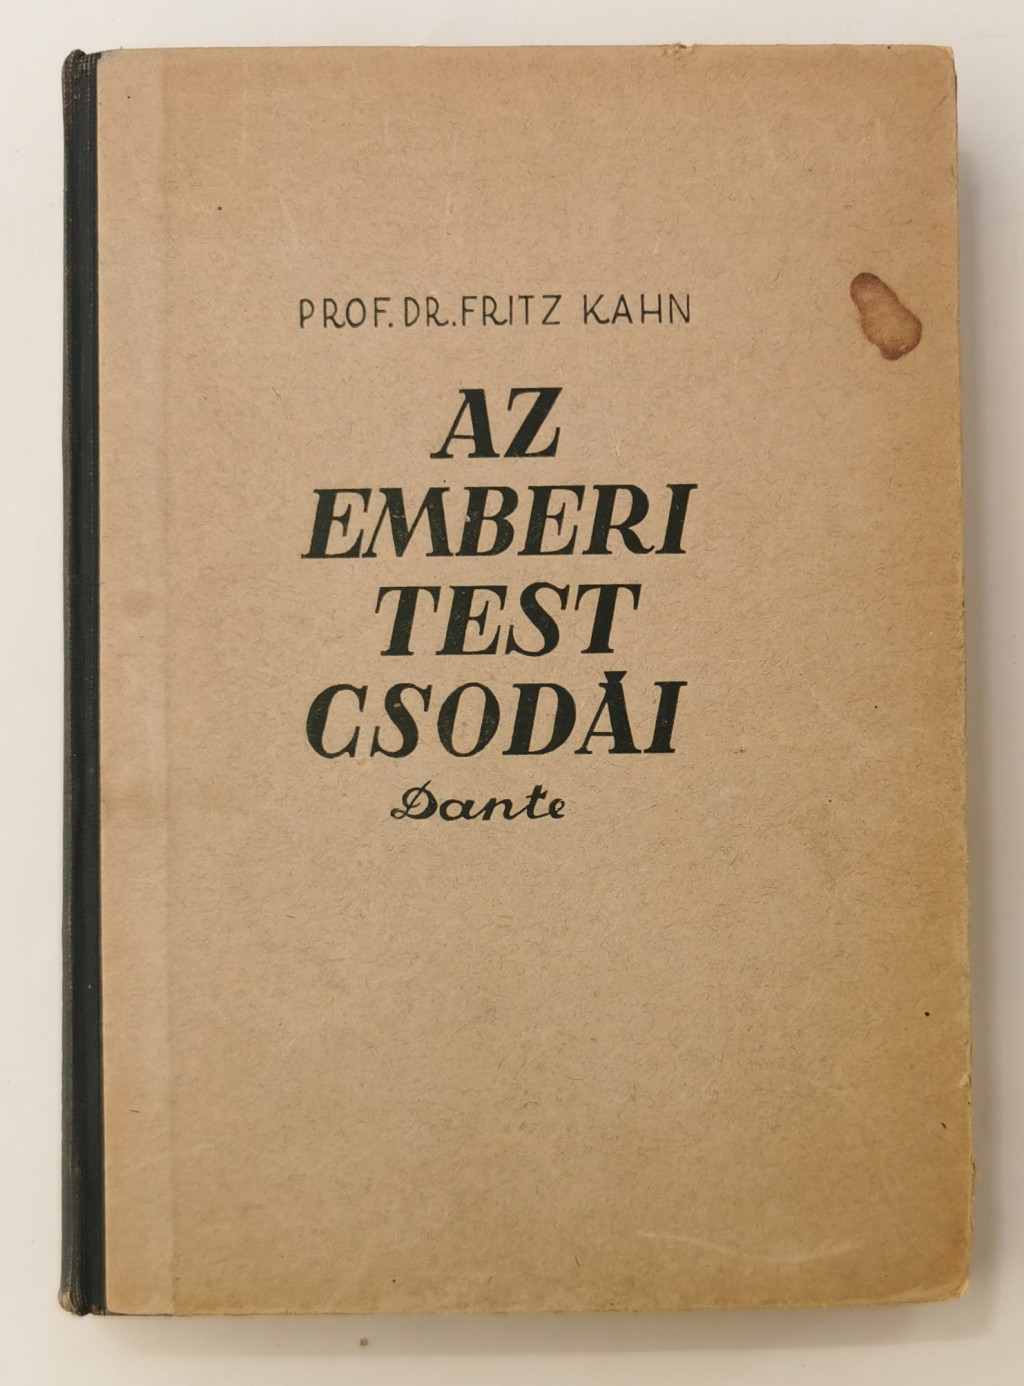 PROF. DR. FRITZ KAHN
AZ
EMBERI
TEST
CSODÁI
Dante